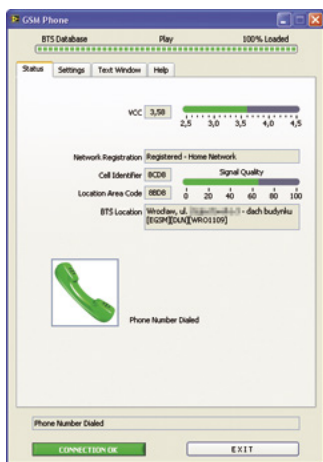 GSM Phone
BTS Database Play 100% Loaded
Status Settings Text Window Help
VCC 3,58
2,5 3,0 3,5 4,0 4,5
Network Registration Registered - Home Network
Cell Identifier BCD8 Signal Quality
Location Area Code 8BD8 0 20 40 60 80 100
BTS Location Wrocław, ul. - dach budynku
[EGSM][DLN][WRO1109]
Phone Number Dialed
Phone Number Dialed
CONNECTION OK EXIT